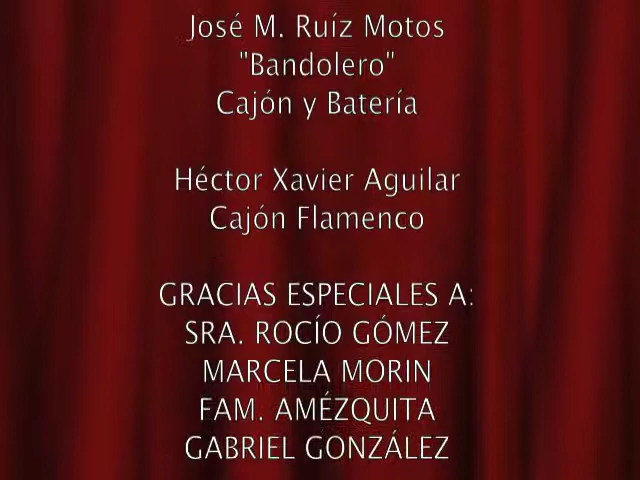 José M. Ruíz Motos
"Bandolero"
Cajón y Batería
Héctor Xavier Aguilar
Cajón Flamenco
GRACIAS ESPECIALES A:
SRA. ROCÍO GÓMEZ
MARCELA MORIN
FAM. AMÉZQUITA
GABRIEL GONZÁLEZ